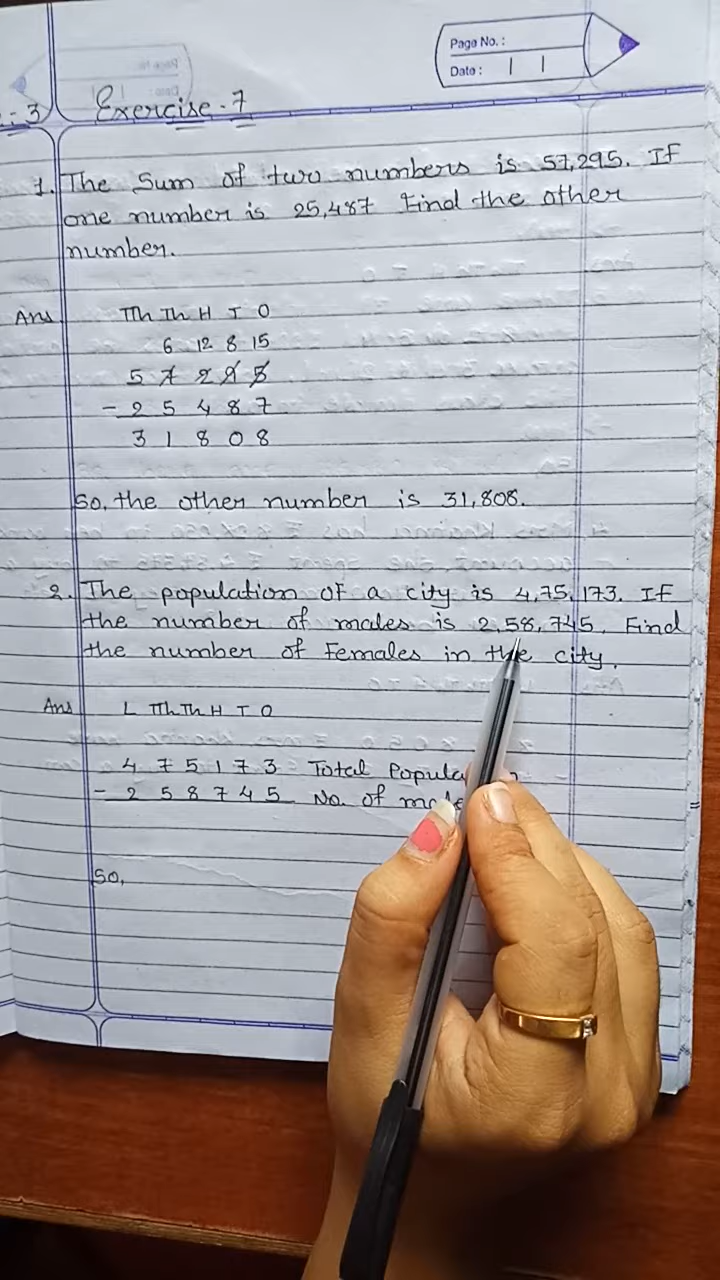 Page No. :
Date :
: 3 Exercise - 7
1. The Sum of two numbers is 57,295. If
one number is 25,487 Find the other
number.
Ans TTh Th H T O
6 12 8 15
5 7 2 9 5
- 2 5 4 8 7
3 1 8 0 8
So, the other number is 31,808.
2. The population of a city is 4,75,173. If
the number of males is 2,58,745. Find
the number of Females in the city.
Ans L TTh Th H T O
4 7 5 1 7 3 Total Popula
- 2 5 8 7 4 5 No. of male
So,